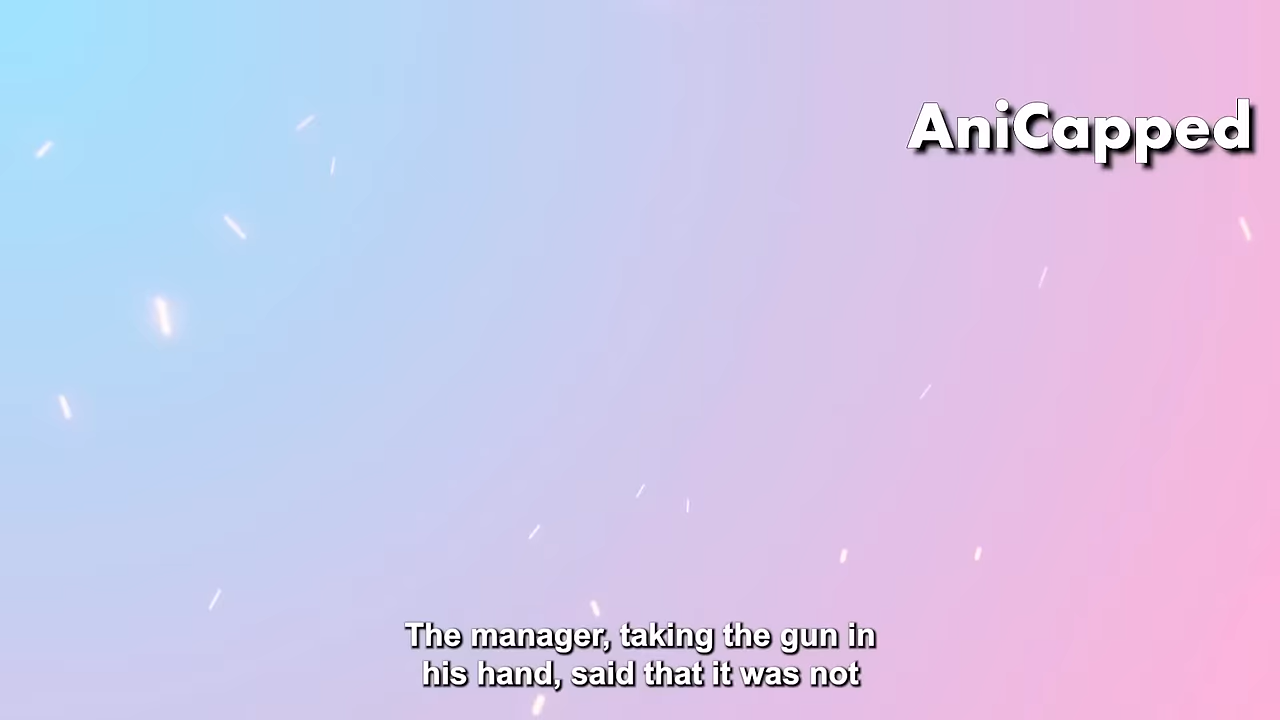 AniCapped
The manager, taking the gun in
his hand, said that it was not